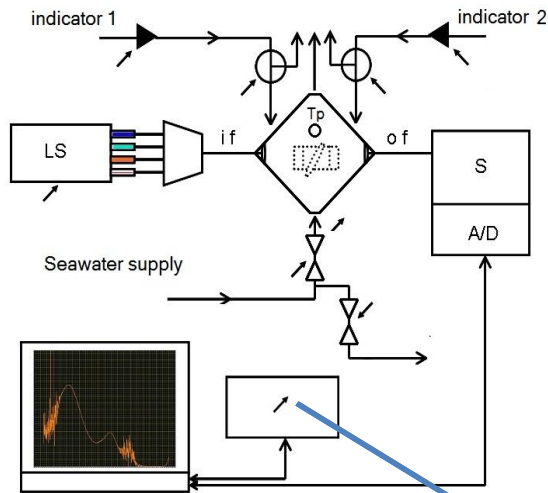 indicator 1
indicator 2
Tp
LS
i f
o f
S
A/D
Seawater supply